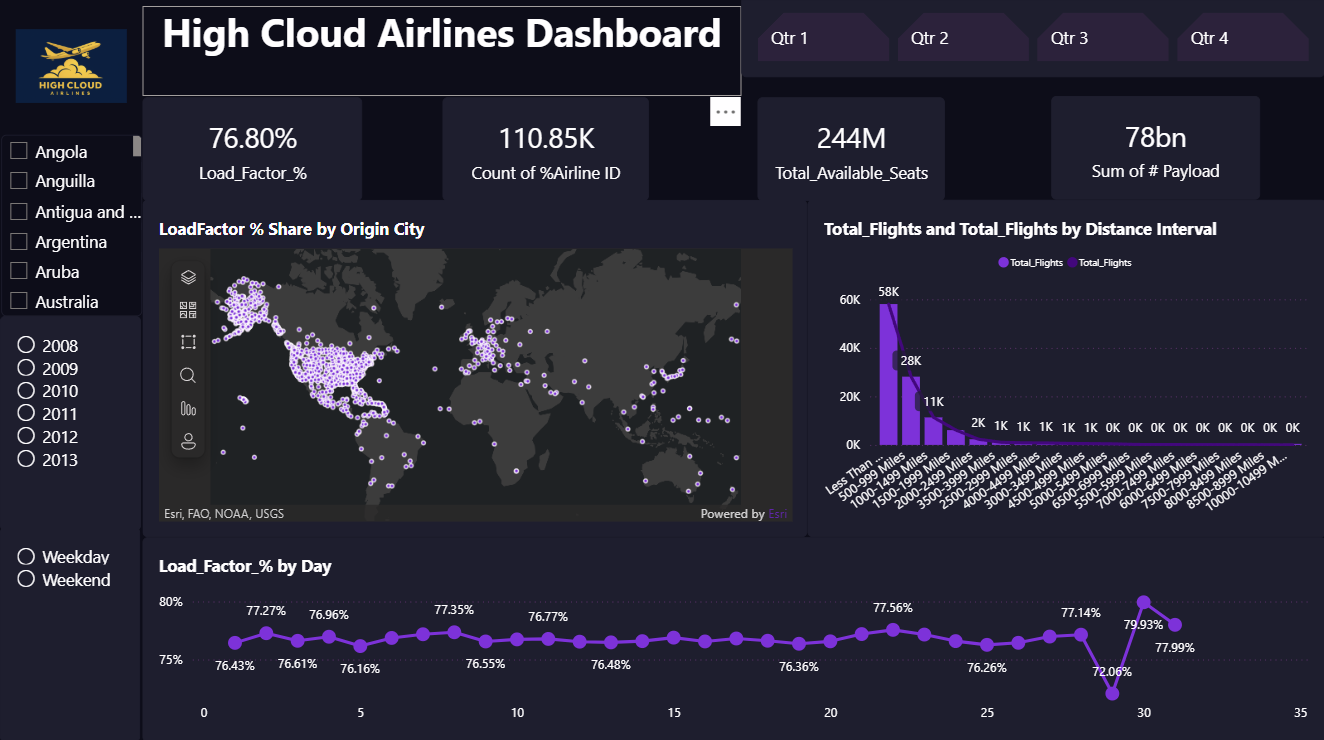 HIGH CLOUD
AIRLINES
High Cloud Airlines Dashboard
Qtr 1
Qtr 2
Qtr 3
Qtr 4
76.80%
Load_Factor_%
110.85K
Count of %Airline ID
...
244M
Total_Available_Seats
78bn
Sum of # Payload
Angola
Anguilla
Antigua and ...
Argentina
Aruba
Australia
2008
2009
2010
2011
2012
2013
Weekday
Weekend
LoadFactor % Share by Origin City
Esri, FAO, NOAA, USGS
Powered by Esri
Total_Flights and Total_Flights by Distance Interval
Total_Flights
Total_Flights
60K
40K
20K
0K
58K
28K
11K
2K
1K
1K
1K
1K
1K
0K
0K
0K
0K
0K
0K
0K
0K
0K
Less Than ...
500-999 Miles
1000-1499 Miles
1500-1999 Miles
2000-2499 Miles
3500-3999 Miles
2500-2999 Miles
4000-4499 Miles
3000-3499 Miles
4500-4999 Miles
5000-5499 Miles
6500-6999 Miles
5500-5999 Miles
7000-7499 Miles
6000-6499 Miles
7500-7999 Miles
8000-8499 Miles
8500-8999 Miles
10000-10499 M...
Load_Factor_% by Day
80%
75%
76.43%
77.27%
76.61%
76.96%
76.16%
77.35%
76.55%
76.77%
76.48%
76.36%
77.56%
76.26%
77.14%
72.06%
79.93%
77.99%
0
5
10
15
20
25
30
35